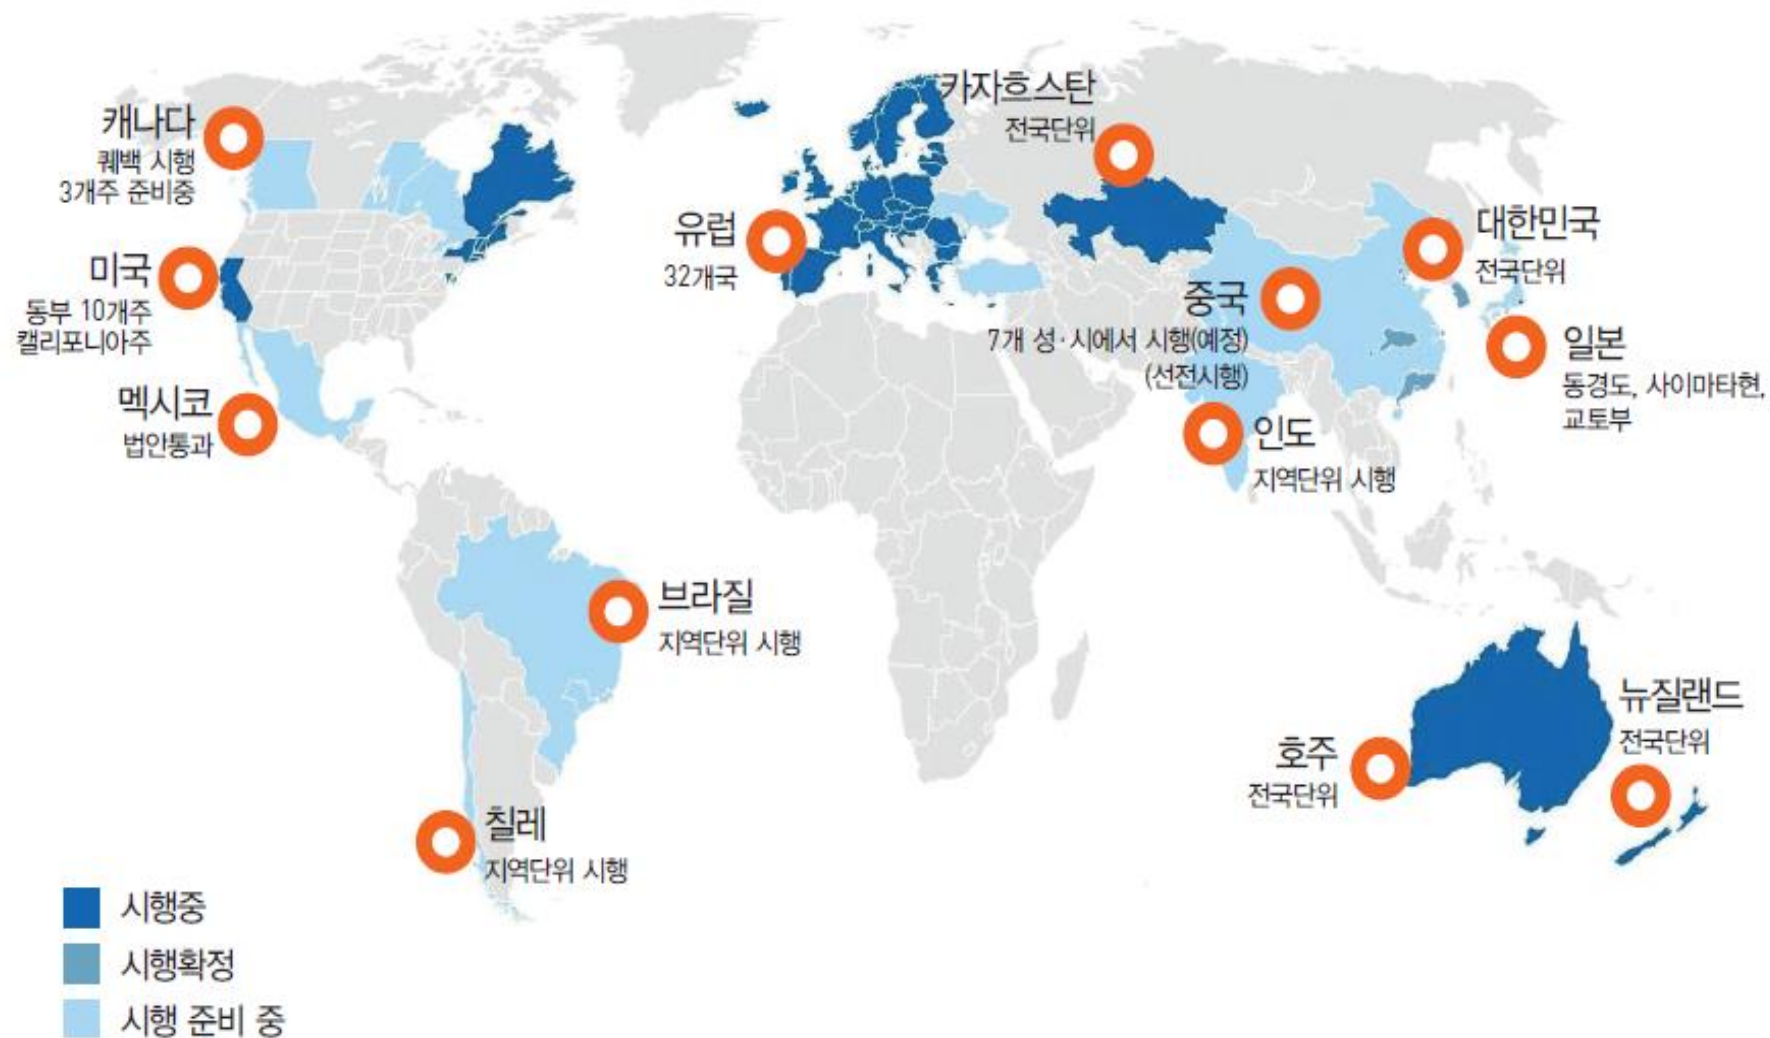 캐나다
퀘백 시행
3개주 준비중
미국
동부 10개주
캘리포니아주
멕시코
법안통과
브라질
지역단위 시행
칠레
지역단위 시행
유럽
32개국
카자흐스탄
전국단위
중국
7개 성·시에서 시행(예정)
(선전시행)
인도
지역단위 시행
대한민국
전국단위
일본
동경도, 사이마타현,
교토부
호주
전국단위
뉴질랜드
전국단위
시행중
시행확정
시행 준비 중